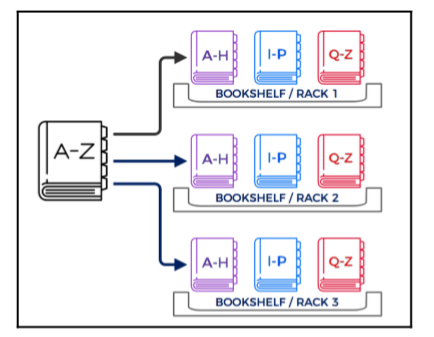 A-H I-P Q-Z
BOOKSHELF / RACK 1
A-Z
A-H I-P Q-Z
BOOKSHELF / RACK 2
A-H I-P Q-Z
BOOKSHELF / RACK 3